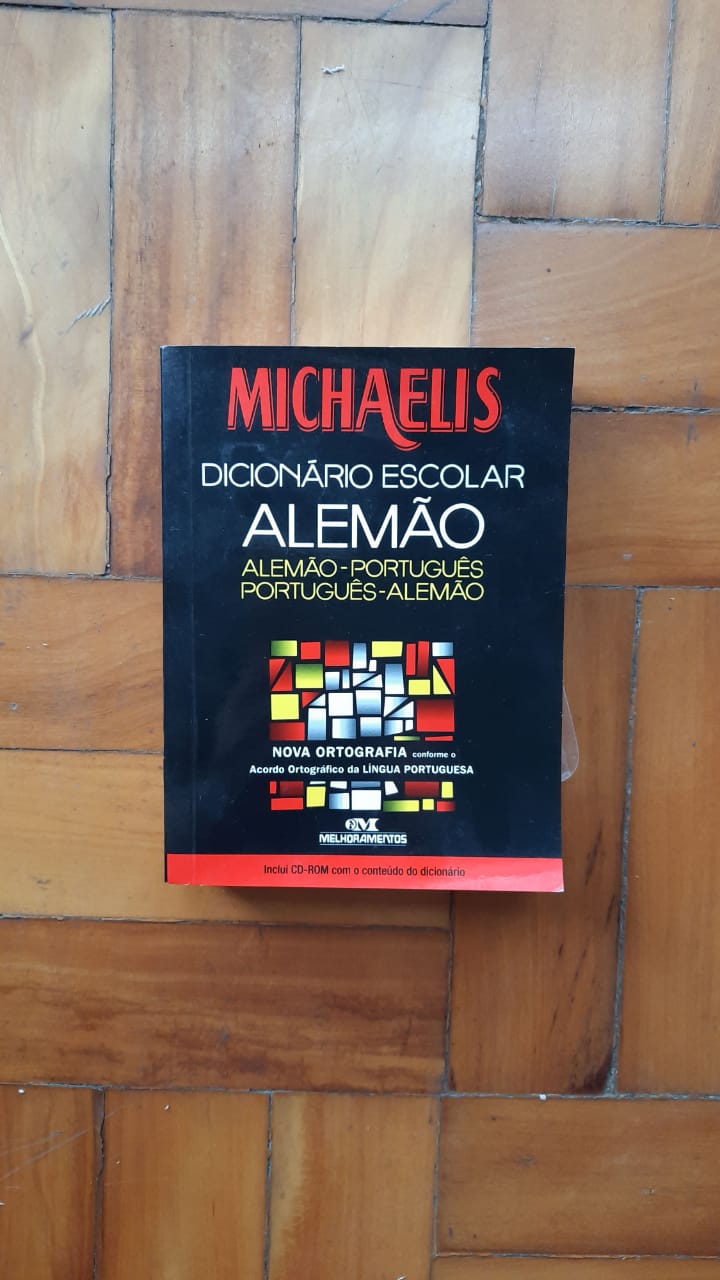 MICHAELIS
DICIONÁRIO ESCOLAR
ALEMÃO
ALEMÃO-PORTUGUÊS
PORTUGUÊS-ALEMÃO
NOVA ORTOGRAFIA conforme o
Acordo Ortográfico da LÍNGUA PORTUGUESA
M
MELHORAMENTOS
Inclui CD-ROM com o conteúdo do dicionário